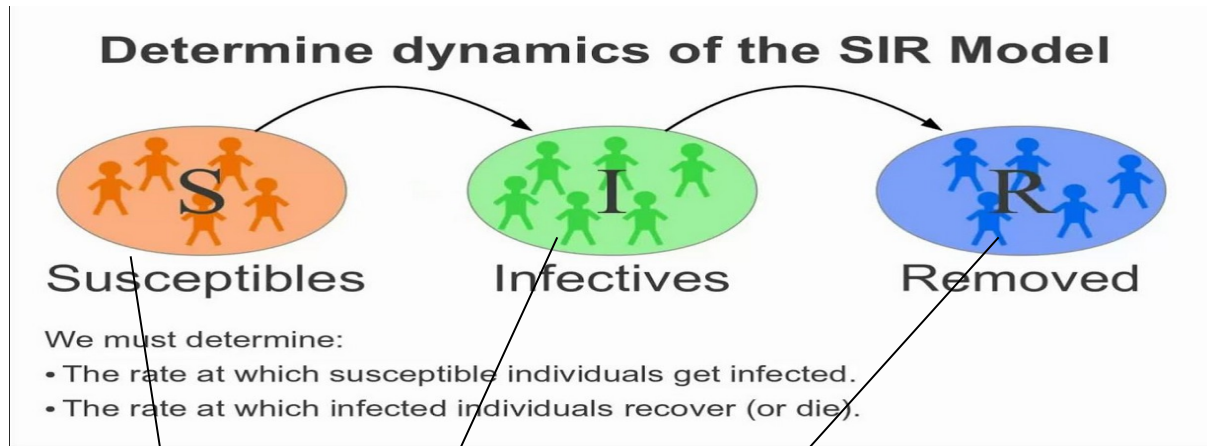 Determine dynamics of the SIR Model
S I R
Susceptibles Infectives Removed
We must determine:
• The rate at which susceptible individuals get infected.
• The rate at which infected individuals recover (or die).